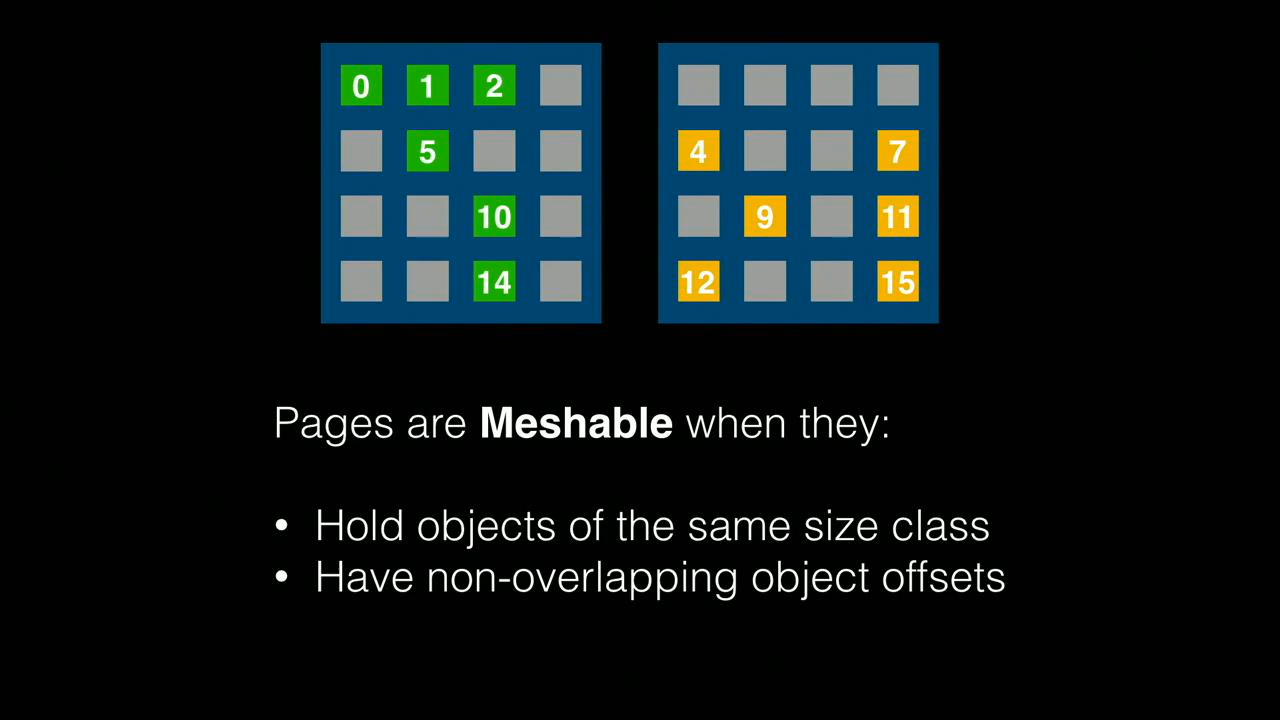 0 1 2
5
10
14
4 7
9 11
12 15
Pages are Meshable when they:
• Hold objects of the same size class
• Have non-overlapping object offsets